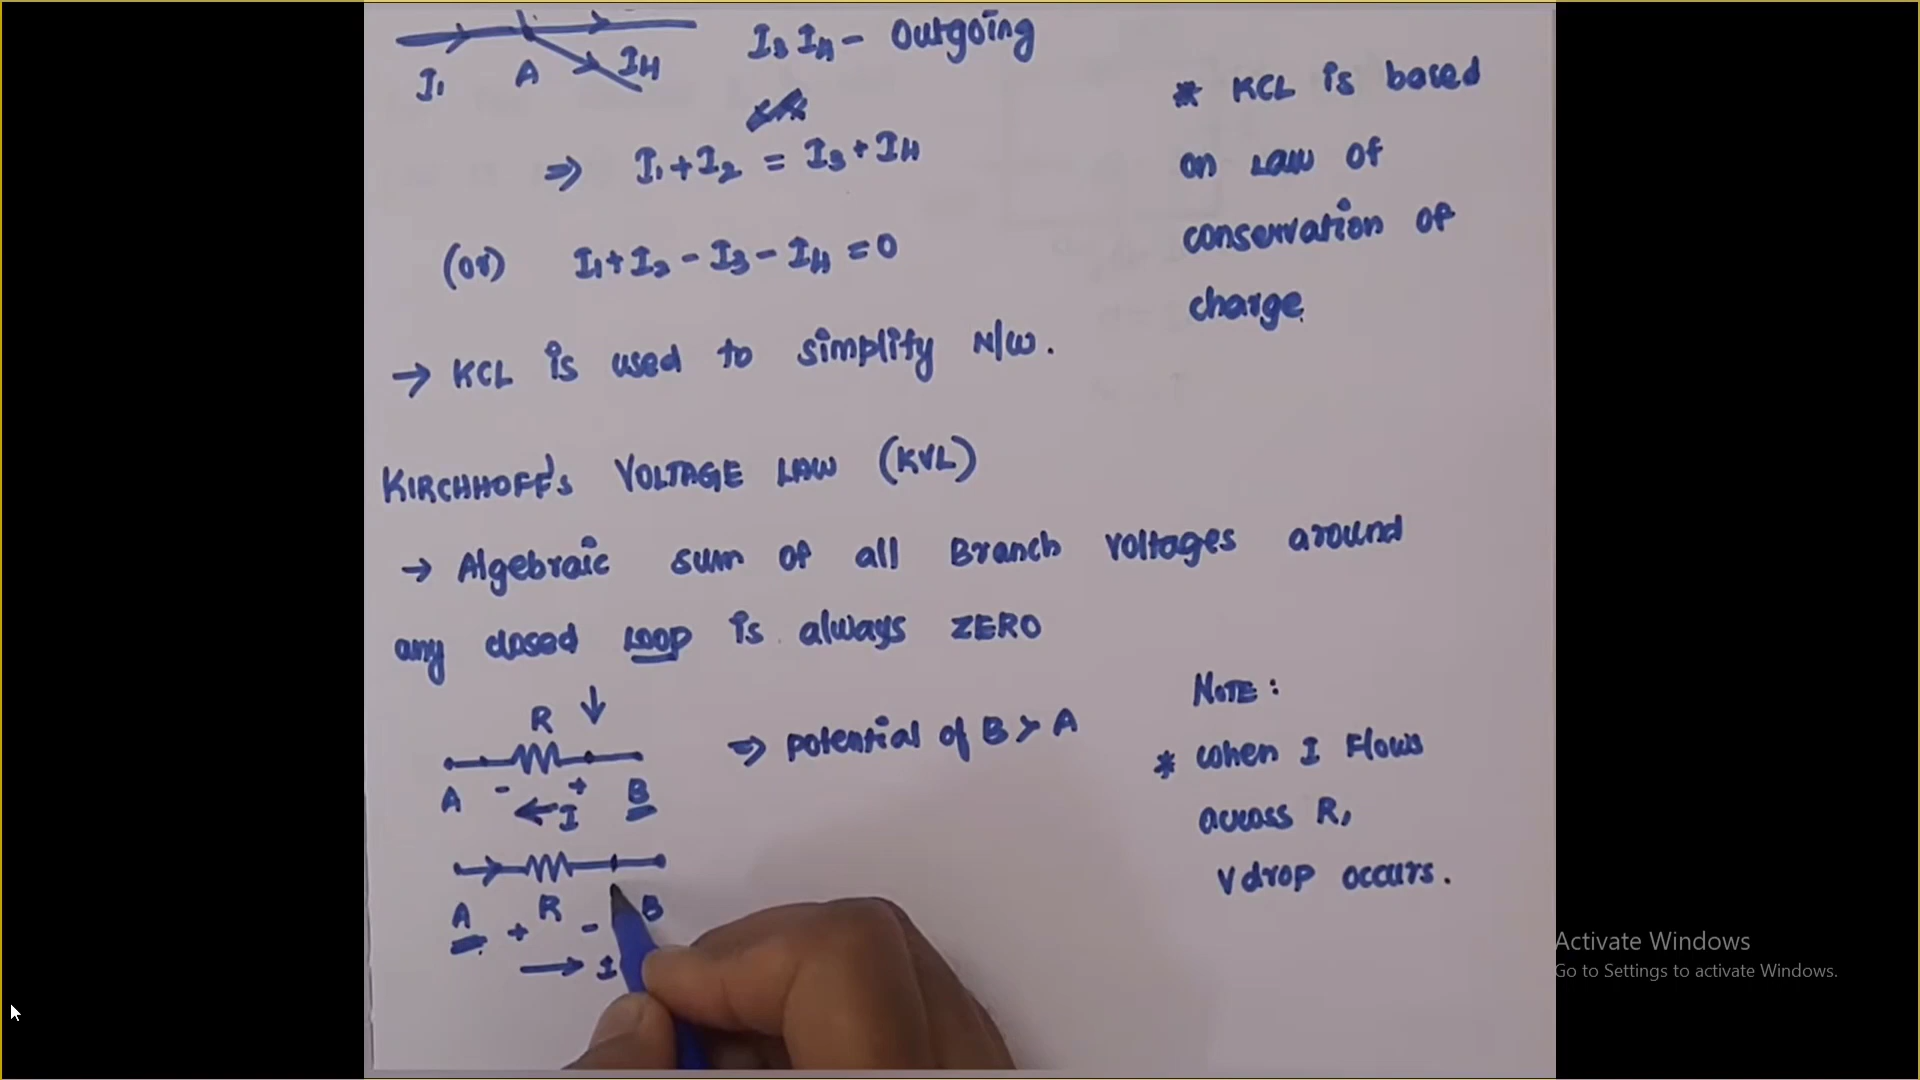 I₃ I₄ - Outgoing
I₁ A I₄
⇒ I₁+I₂ = I₃+I₄
(or) I₁+I₂ - I₃ - I₄ = 0
→ KCL is used to simplify N/W.
* KCL is based
on LAW of
conservation of
charge.
KIRCHHOFF's VOLTAGE LAW (KVL)
→ Algebraic sum of all Branch voltages around
any closed LOOP is always ZERO
R ↓
A - + B
← I
⇒ potential of B > A
A + R - B
→ I
NOTE:
* when I Flows
across R,
V drop occurs.
Activate Windows
Go to Settings to activate Windows.